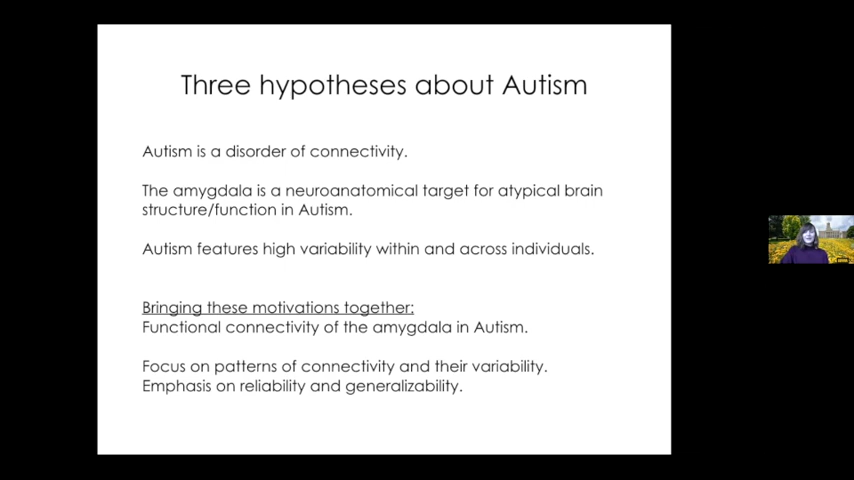 Three hypotheses about Autism
Autism is a disorder of connectivity.
The amygdala is a neuroanatomical target for atypical brain
structure/function in Autism.
Autism features high variability within and across individuals.
Bringing these motivations together:
Functional connectivity of the amygdala in Autism.
Focus on patterns of connectivity and their variability.
Emphasis on reliability and generalizability.